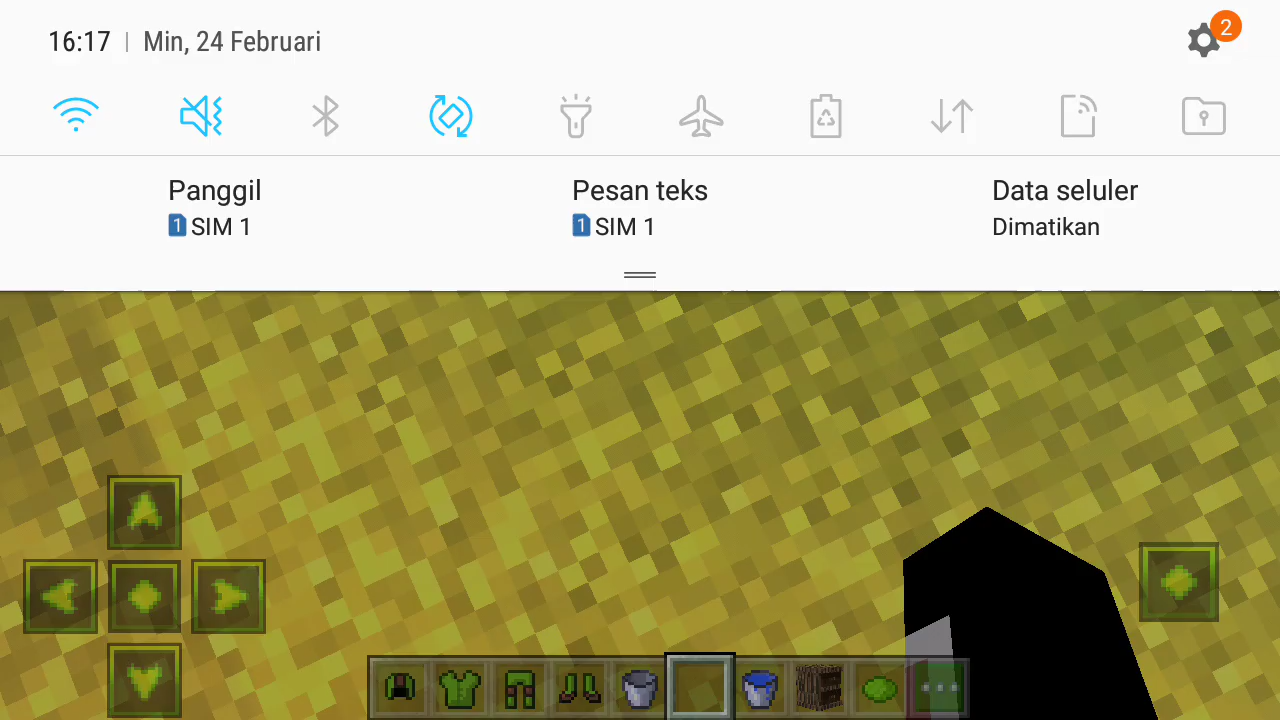 16:17 | Min, 24 Februari
2
Panggil
1 SIM 1
Pesan teks
1 SIM 1
Data seluler
Dimatikan